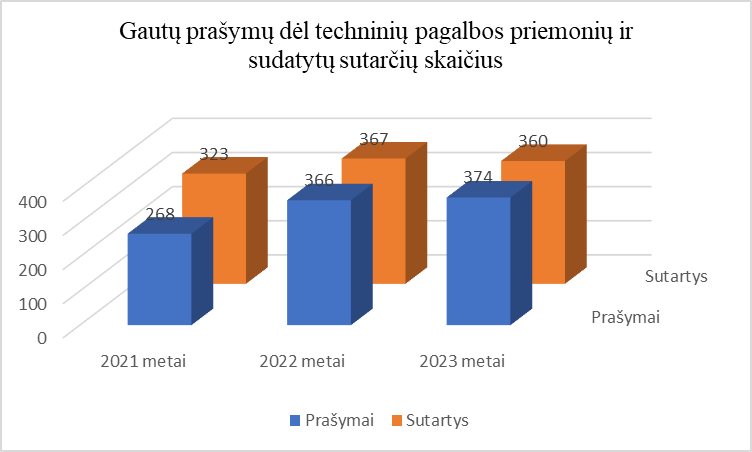 Gautų prašymų dėl techninių pagalbos priemonių ir
sudatytų sutarčių skaičius
323
367
360
268
366
374
400
300
200
100
0
Sutartys
Prašymai
2021 metai
2022 metai
2023 metai
Prašymai
Sutartys